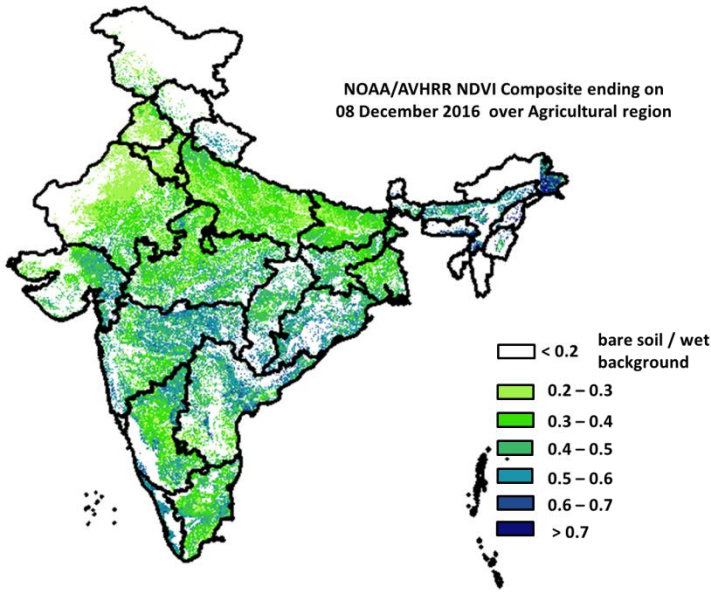 NOAA/AVHRR NDVI Composite ending on
08 December 2016 over Agricultural region
< 0.2
bare soil / wet
background
0.2 – 0.3
0.3 – 0.4
0.4 – 0.5
0.5 – 0.6
0.6 – 0.7
> 0.7